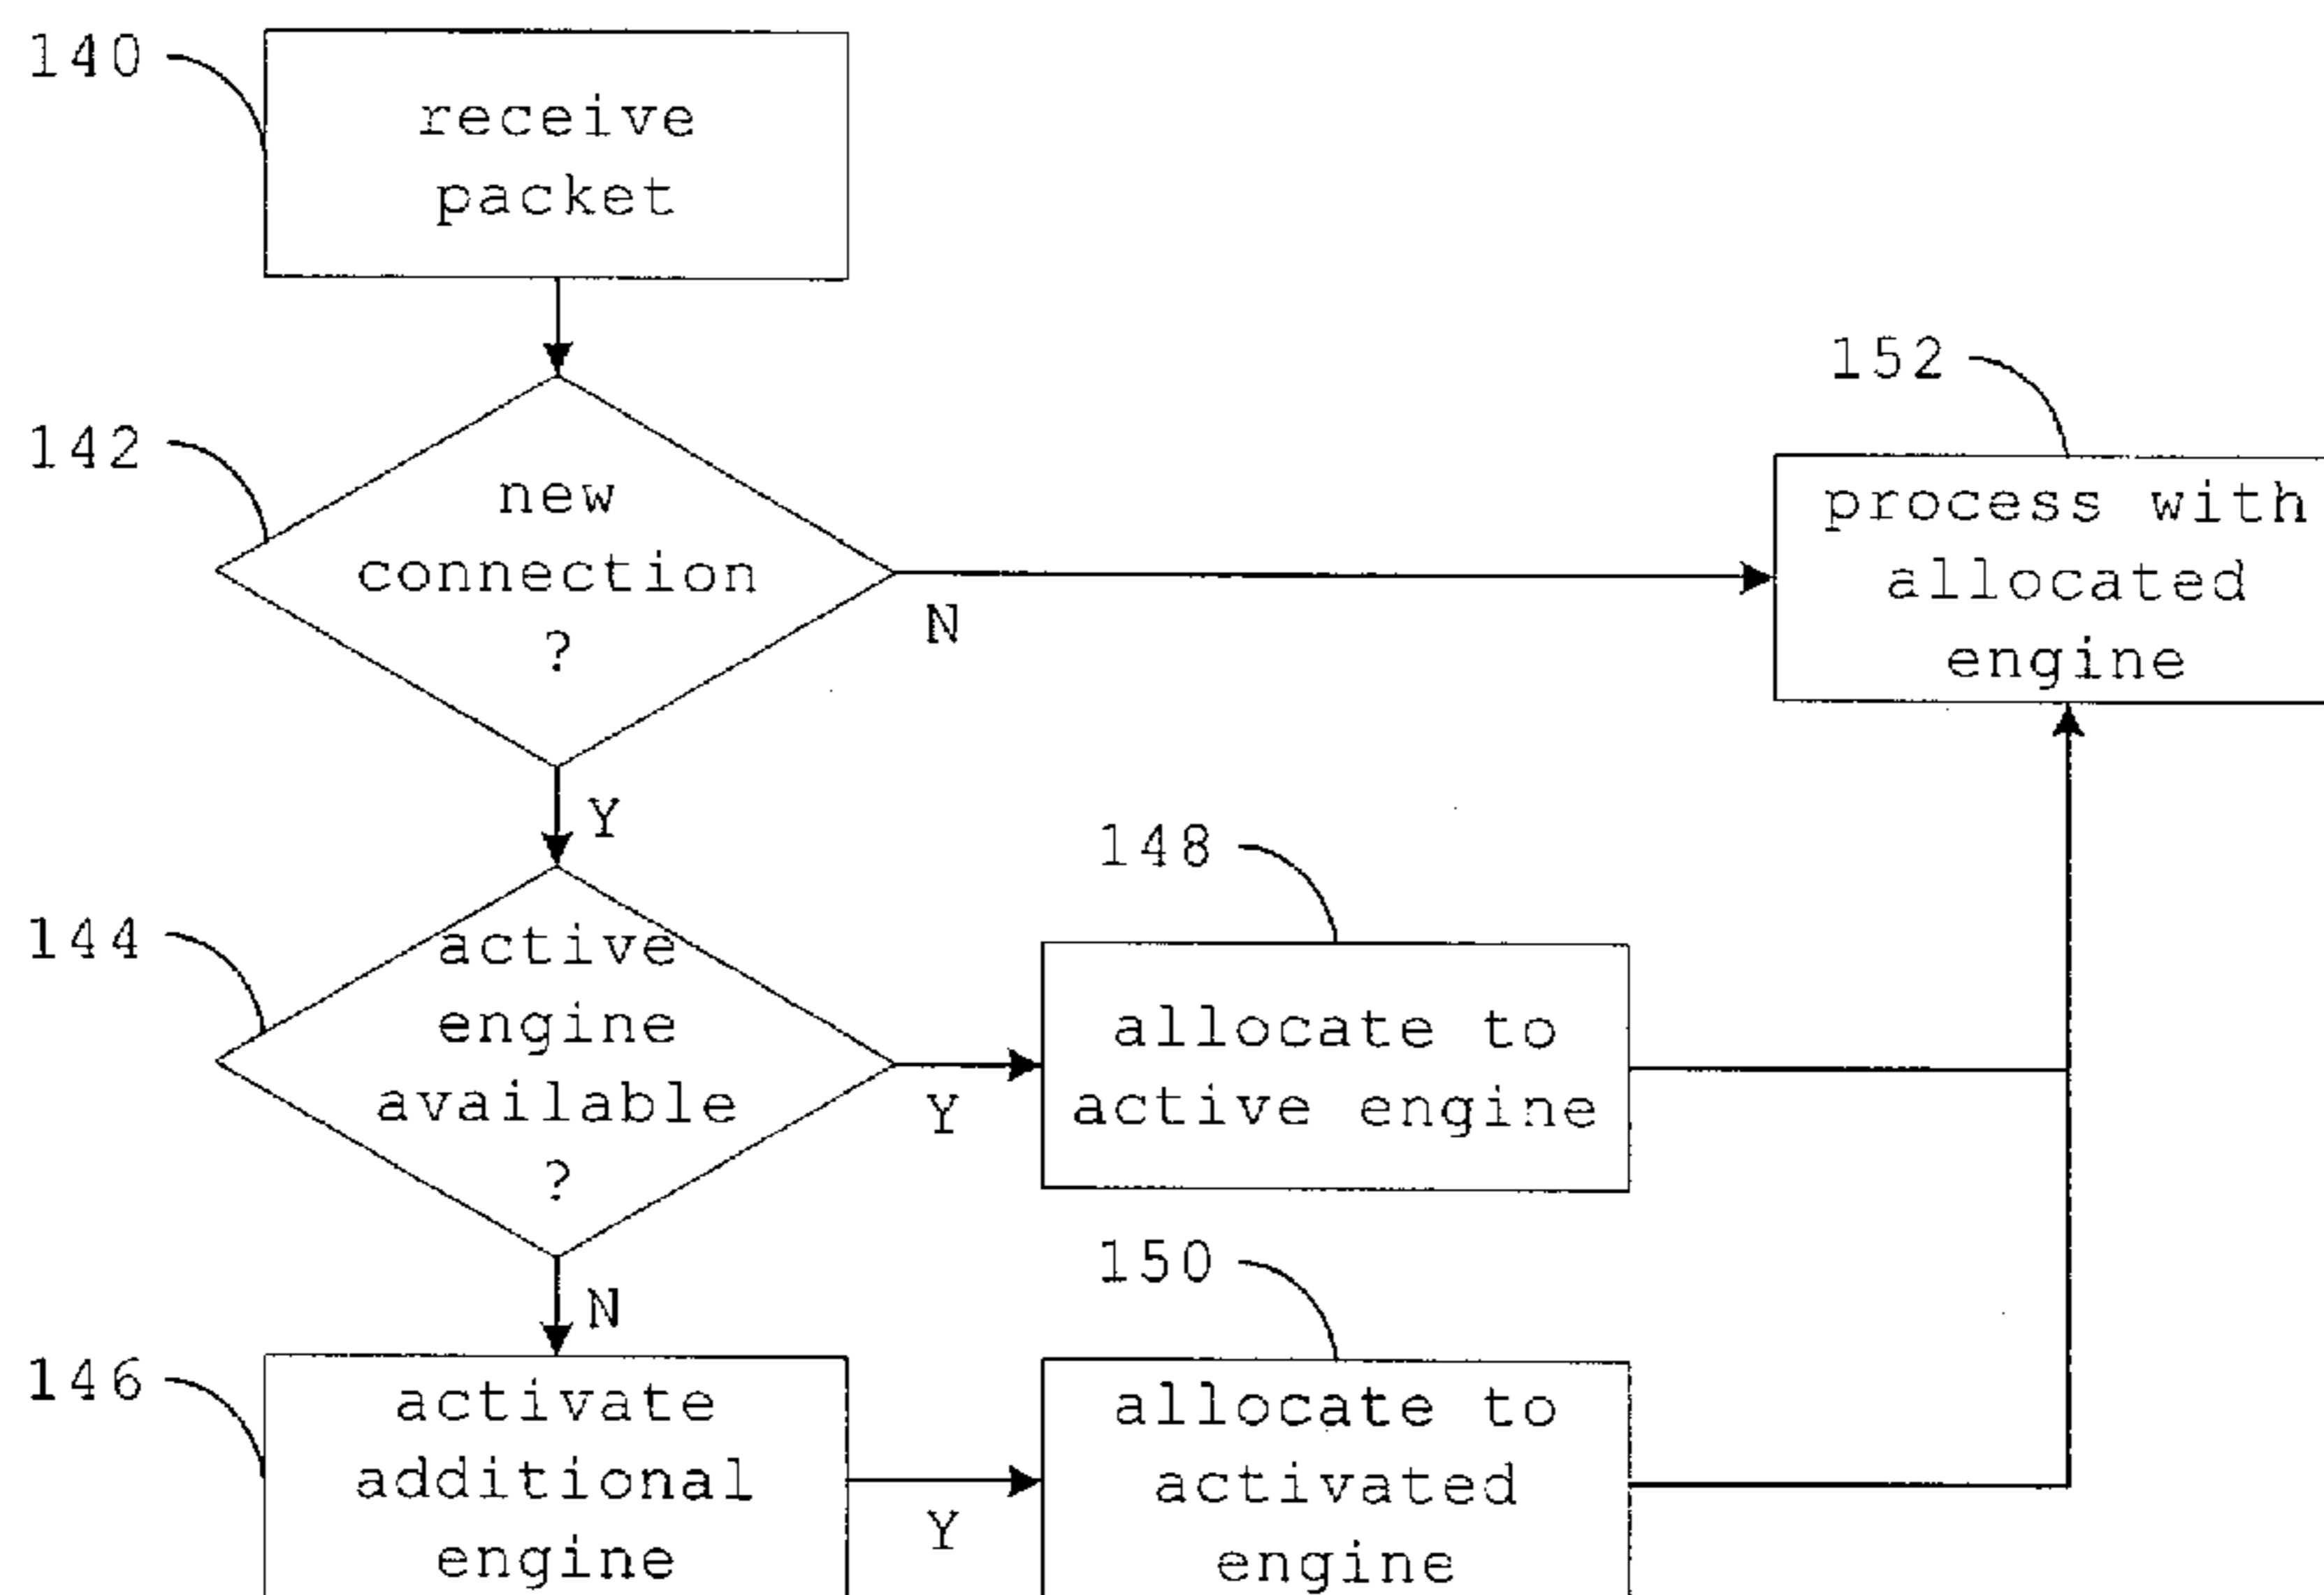 140
receive
packet
142
new
connection
?
N
152
process with
allocated
engine
Y
144
active
engine
available
?
Y
148
allocate to
active engine
N
146
activate
additional
engine
Y
150
allocate to
activated
engine